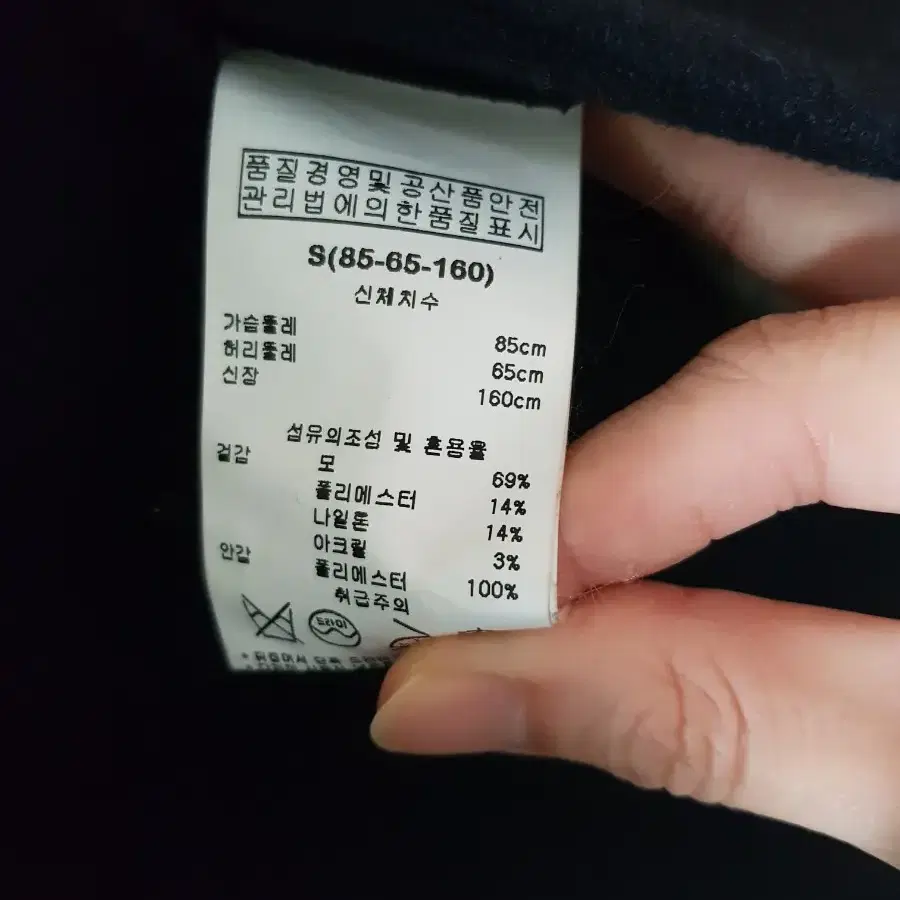 품질경영및공산품안전
관리법에의한품질표시
S(85-65-160)
신체치수
가슴둘레 85cm
허리둘레 65cm
신장 160cm
섬유의조성 및 혼용율
겉감 모 69%
폴리에스터 14%
나일론 14%
아크릴 3%
안감 폴리에스터 100%
취급주의
드라이